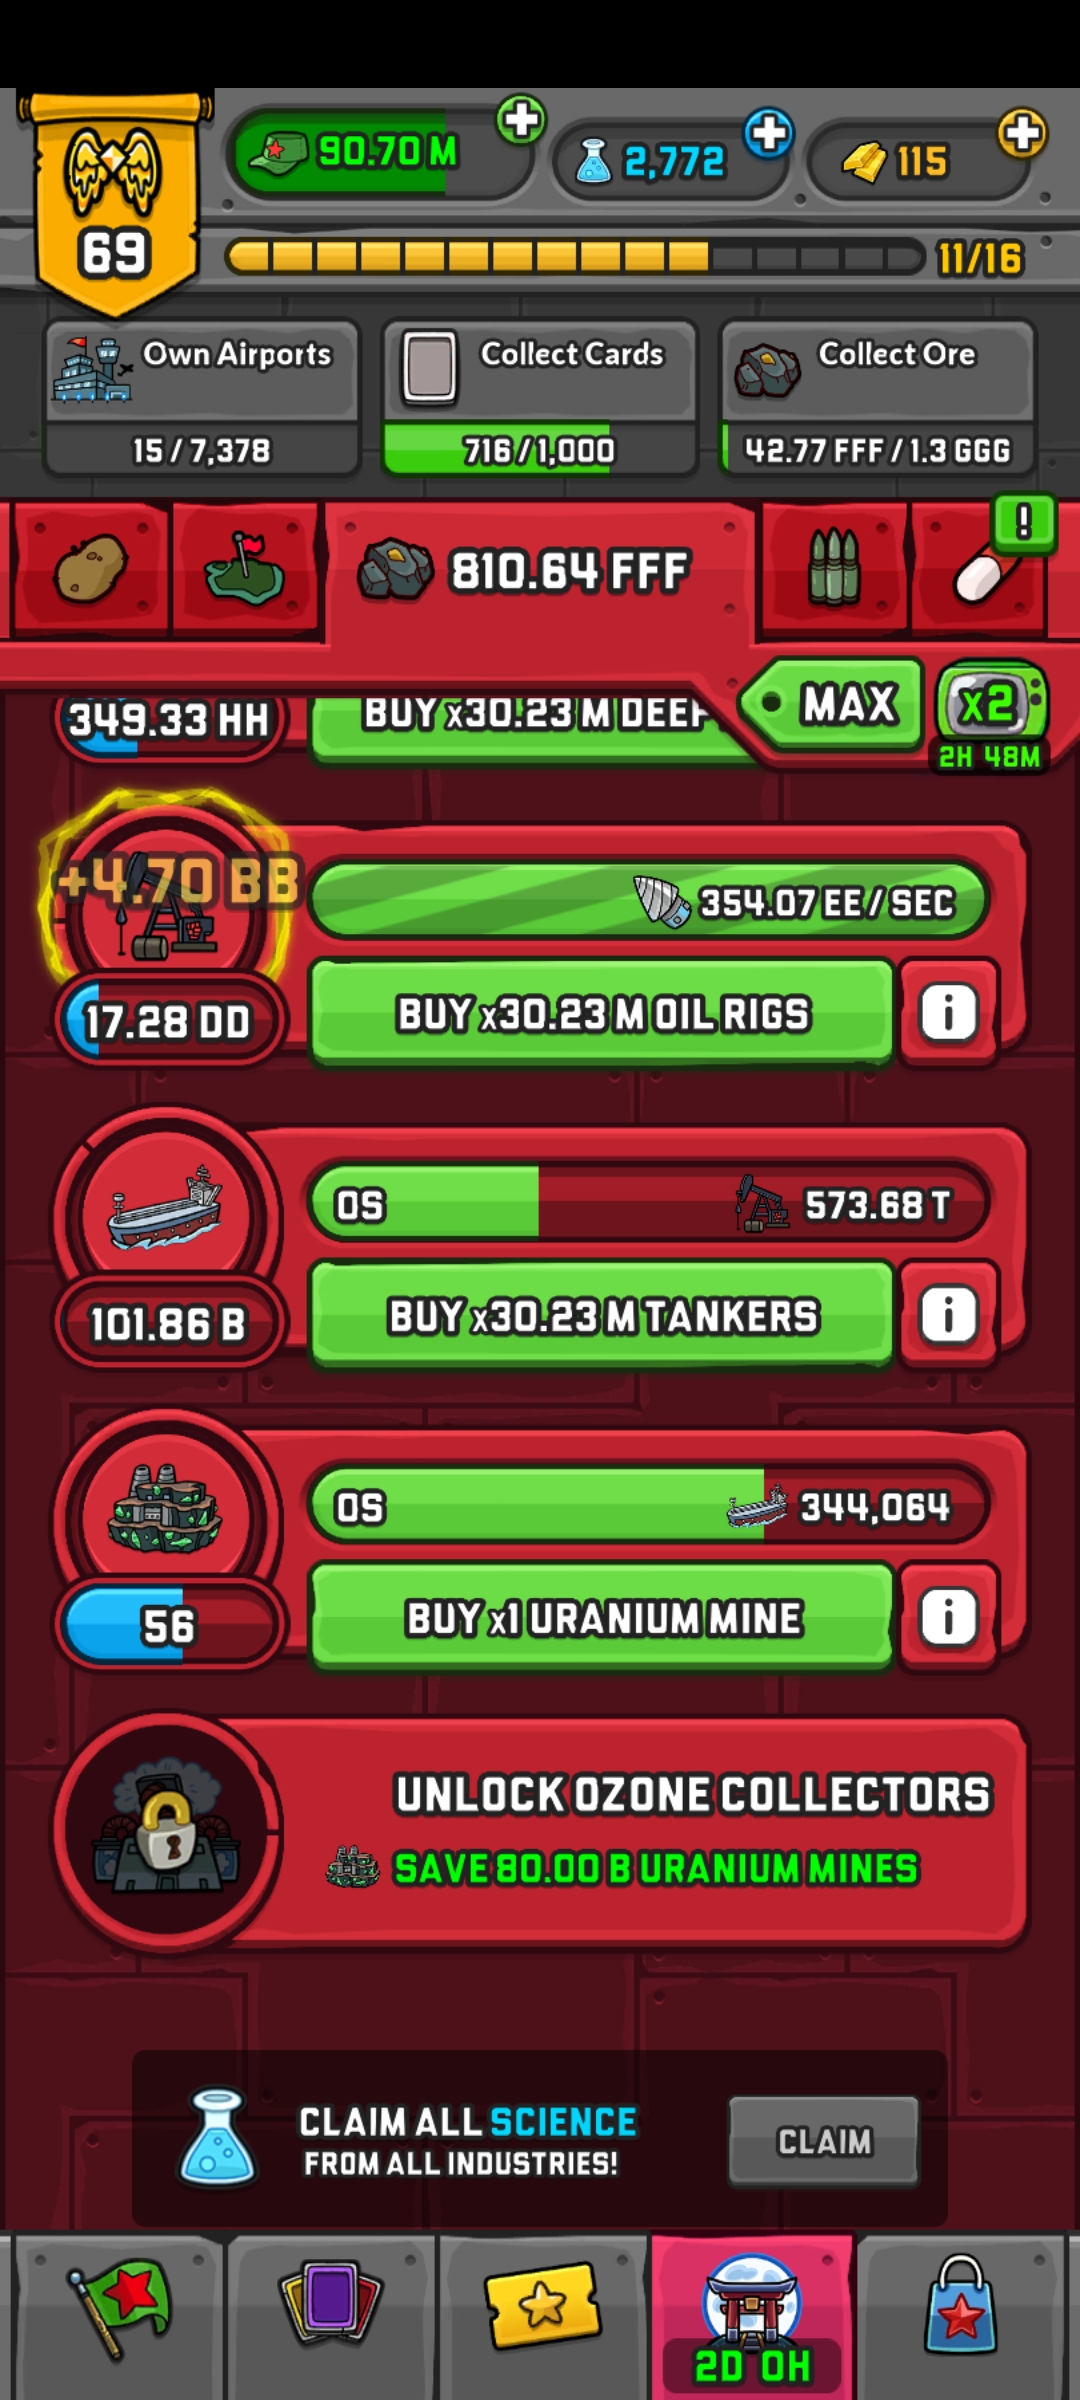 90.70 M
2,772
115
69
11/16
Own Airports
15 / 7,378
Collect Cards
716 / 1,000
Collect Ore
42.77 FFF / 1.3 GGG
810.64 FFF
!
MAX
x2
2H 48M
349.33 HH
BUY x30.23 M DEEP
+4.70 BB
354.07 EE / SEC
17.28 DD
BUY x30.23 M OIL RIGS
i
0S
573.68 T
101.86 B
BUY x30.23 M TANKERS
i
0S
344,064
56
BUY x1 URANIUM MINE
i
UNLOCK OZONE COLLECTORS
SAVE 80.00 B URANIUM MINES
CLAIM ALL SCIENCE
FROM ALL INDUSTRIES!
CLAIM
2D 0H